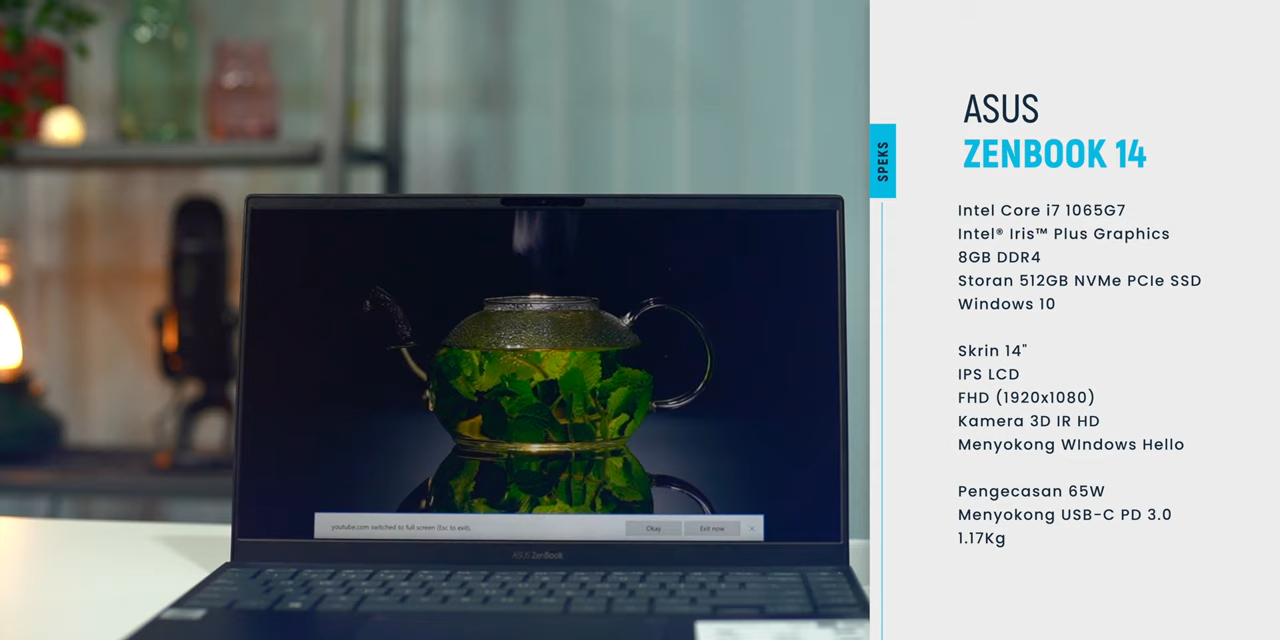 SPEKS
ASUS
ZENBOOK 14
Intel Core i7 1065G7
Intel® Iris™ Plus Graphics
8GB DDR4
Storan 512GB NVMe PCIe SSD
Windows 10
Skrin 14"
IPS LCD
FHD (1920x1080)
Kamera 3D IR HD
Menyokong WIndows Hello
Pengecasan 65W
Menyokong USB-C PD 3.0
1.17Kg
youtube.com switched to full screen (Esc to exit).
Okay
Exit now
ASUS ZenBook